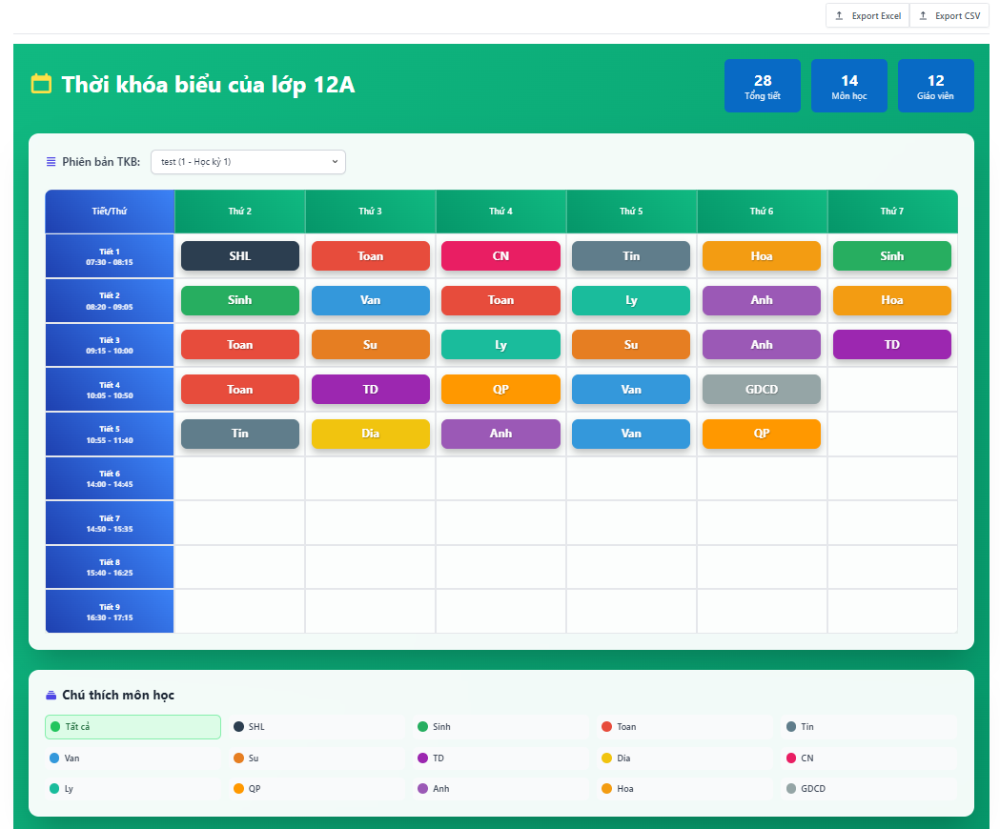 Export Excel Export CSV
Thời khóa biểu của lớp 12A
28 14 12
Tổng tiết Môn học Giáo viên
Phiên bản TKB: test (1 - Học kỳ 1)
Tiết/Thứ Thứ 2 Thứ 3 Thứ 4 Thứ 5 Thứ 6 Thứ 7
Tiết 1
07:30 - 08:15
SHL Toan CN Tin Hoa Sinh
Tiết 2
08:20 - 09:05
Sinh Van Toan Ly Anh Hoa
Tiết 3
09:15 - 10:00
Toan Su Ly Su Anh TD
Tiết 4
10:05 - 10:50
Toan TD QP Van GDCD
Tiết 5
10:55 - 11:40
Tin Dia Anh Van QP
Tiết 6
14:00 - 14:45
Tiết 7
14:50 - 15:35
Tiết 8
15:40 - 16:25
Tiết 9
16:30 - 17:15
Chú thích môn học
Tất cả SHL Sinh Toan Tin
Van Su TD Dia CN
Ly QP Anh Hoa GDCD